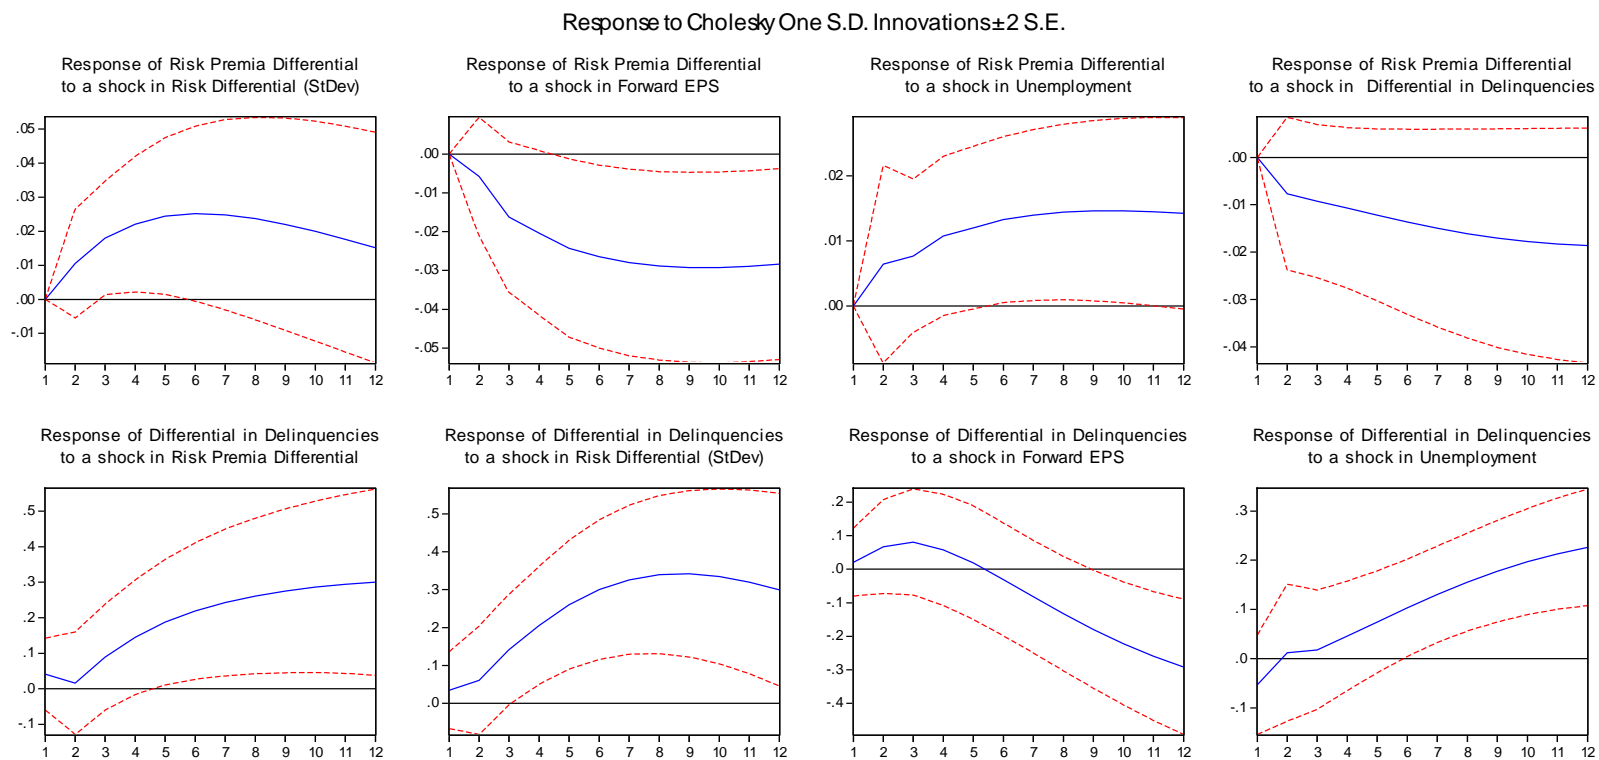 Response to Cholesky One S.D. Innovations ± 2 S.E.
Response of Risk Premia Differential
to a shock in Risk Differential (StDev)
.05
.04
.03
.02
.01
.00
-.01
1 2 3 4 5 6 7 8 9 10 11 12
Response of Risk Premia Differential
to a shock in Forward EPS
.00
-.01
-.02
-.03
-.04
-.05
1 2 3 4 5 6 7 8 9 10 11 12
Response of Risk Premia Differential
to a shock in Unemployment
.02
.01
.00
1 2 3 4 5 6 7 8 9 10 11 12
Response of Risk Premia Differential
to a shock in Differential in Delinquencies
.00
-.01
-.02
-.03
-.04
1 2 3 4 5 6 7 8 9 10 11 12
Response of Differential in Delinquencies
to a shock in Risk Premia Differential
.5
.4
.3
.2
.1
.0
-.1
1 2 3 4 5 6 7 8 9 10 11 12
Response of Differential in Delinquencies
to a shock in Risk Differential (StDev)
.5
.4
.3
.2
.1
.0
1 2 3 4 5 6 7 8 9 10 11 12
Response of Differential in Delinquencies
to a shock in Forward EPS
.2
.1
.0
-.1
-.2
-.3
-.4
1 2 3 4 5 6 7 8 9 10 11 12
Response of Differential in Delinquencies
to a shock in Unemployment
.3
.2
.1
.0
-.1
1 2 3 4 5 6 7 8 9 10 11 12